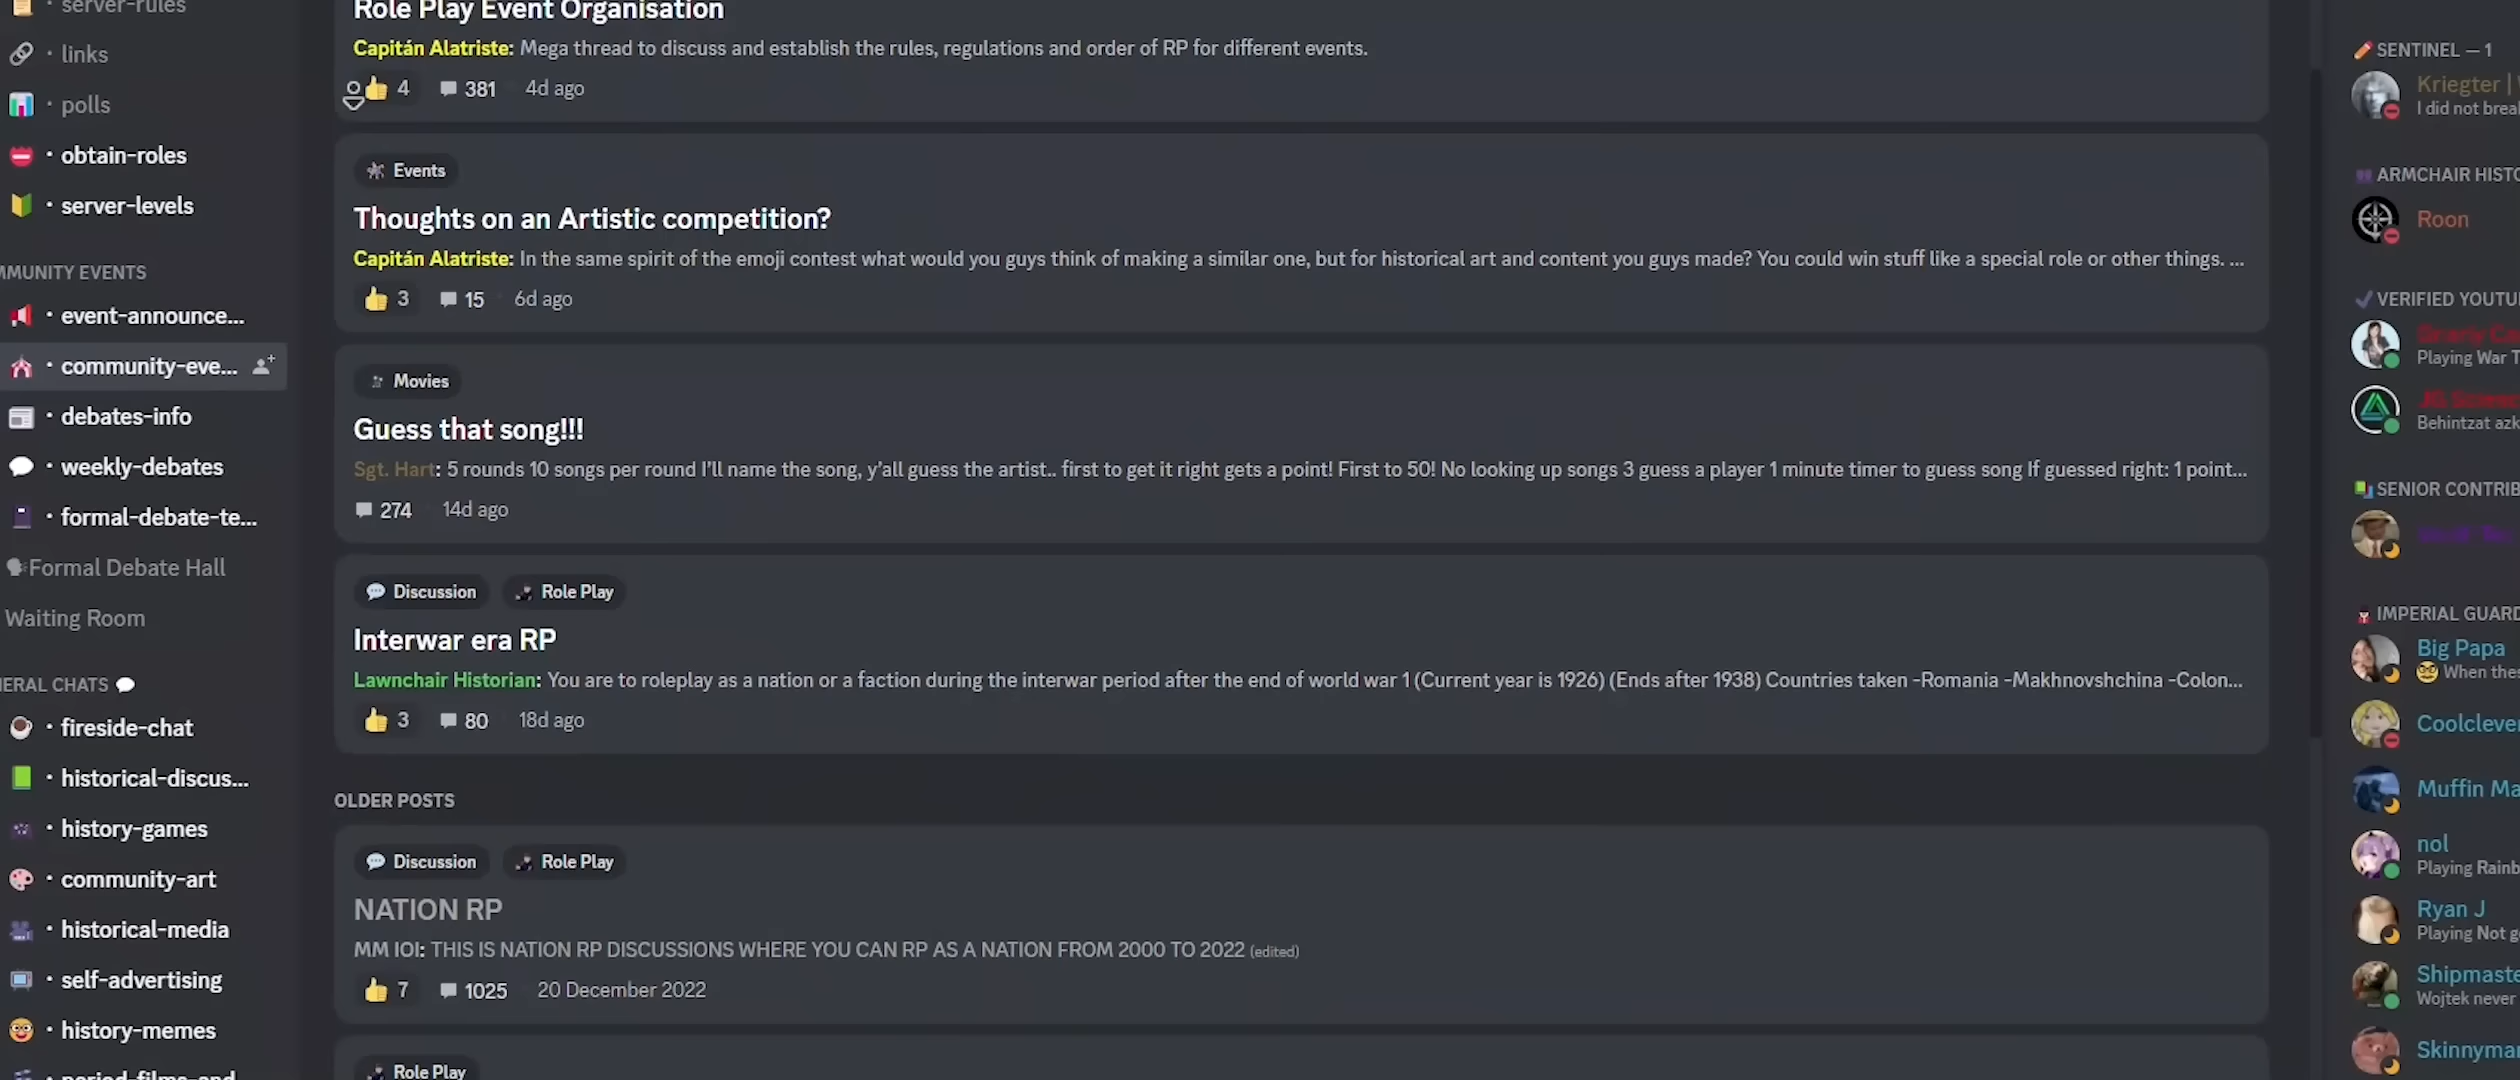 server-rules
links
polls
obtain-roles
server-levels
MMUNITY EVENTS
event-announce...
community-eve...
debates-info
weekly-debates
formal-debate-te...
Formal Debate Hall
Waiting Room
NERAL CHATS
fireside-chat
historical-discus...
history-games
community-art
historical-media
self-advertising
history-memes
period-films-and
Role Play Event Organisation
Capitán Alatriste: Mega thread to discuss and establish the rules, regulations and order of RP for different events.
4 381 4d ago
Events
Thoughts on an Artistic competition?
Capitán Alatriste: In the same spirit of the emoji contest what would you guys think of making a similar one, but for historical art and content you guys made? You could win stuff like a special role or other things. ...
3 15 6d ago
Movies
Guess that song!!!
Sgt. Hart: 5 rounds 10 songs per round I'll name the song, y'all guess the artist.. first to get it right gets a point! First to 50! No looking up songs 3 guess a player 1 minute timer to guess song If guessed right: 1 point...
274 14d ago
Discussion Role Play
Interwar era RP
Lawnchair Historian: You are to roleplay as a nation or a faction during the interwar period after the end of world war 1 (Current year is 1926) (Ends after 1938) Countries taken -Romania -Makhnovshchina -Colon...
3 80 18d ago
OLDER POSTS
Discussion Role Play
NATION RP
MM IOI: THIS IS NATION RP DISCUSSIONS WHERE YOU CAN RP AS A NATION FROM 2000 TO 2022 (edited)
7 1025 20 December 2022
Role Play
SENTINEL — 1
Kriegter |
I did not brea
ARMCHAIR HISTO
Roon
VERIFIED YOUTU
Playing War T
Behintzat azk
SENIOR CONTRIB
IMPERIAL GUARD
Big Papa
When thes
Coolclever
Muffin Ma
nol
Playing Rainb
Ryan J
Playing Not g
Shipmaste
Wojtek never
Skinnyman